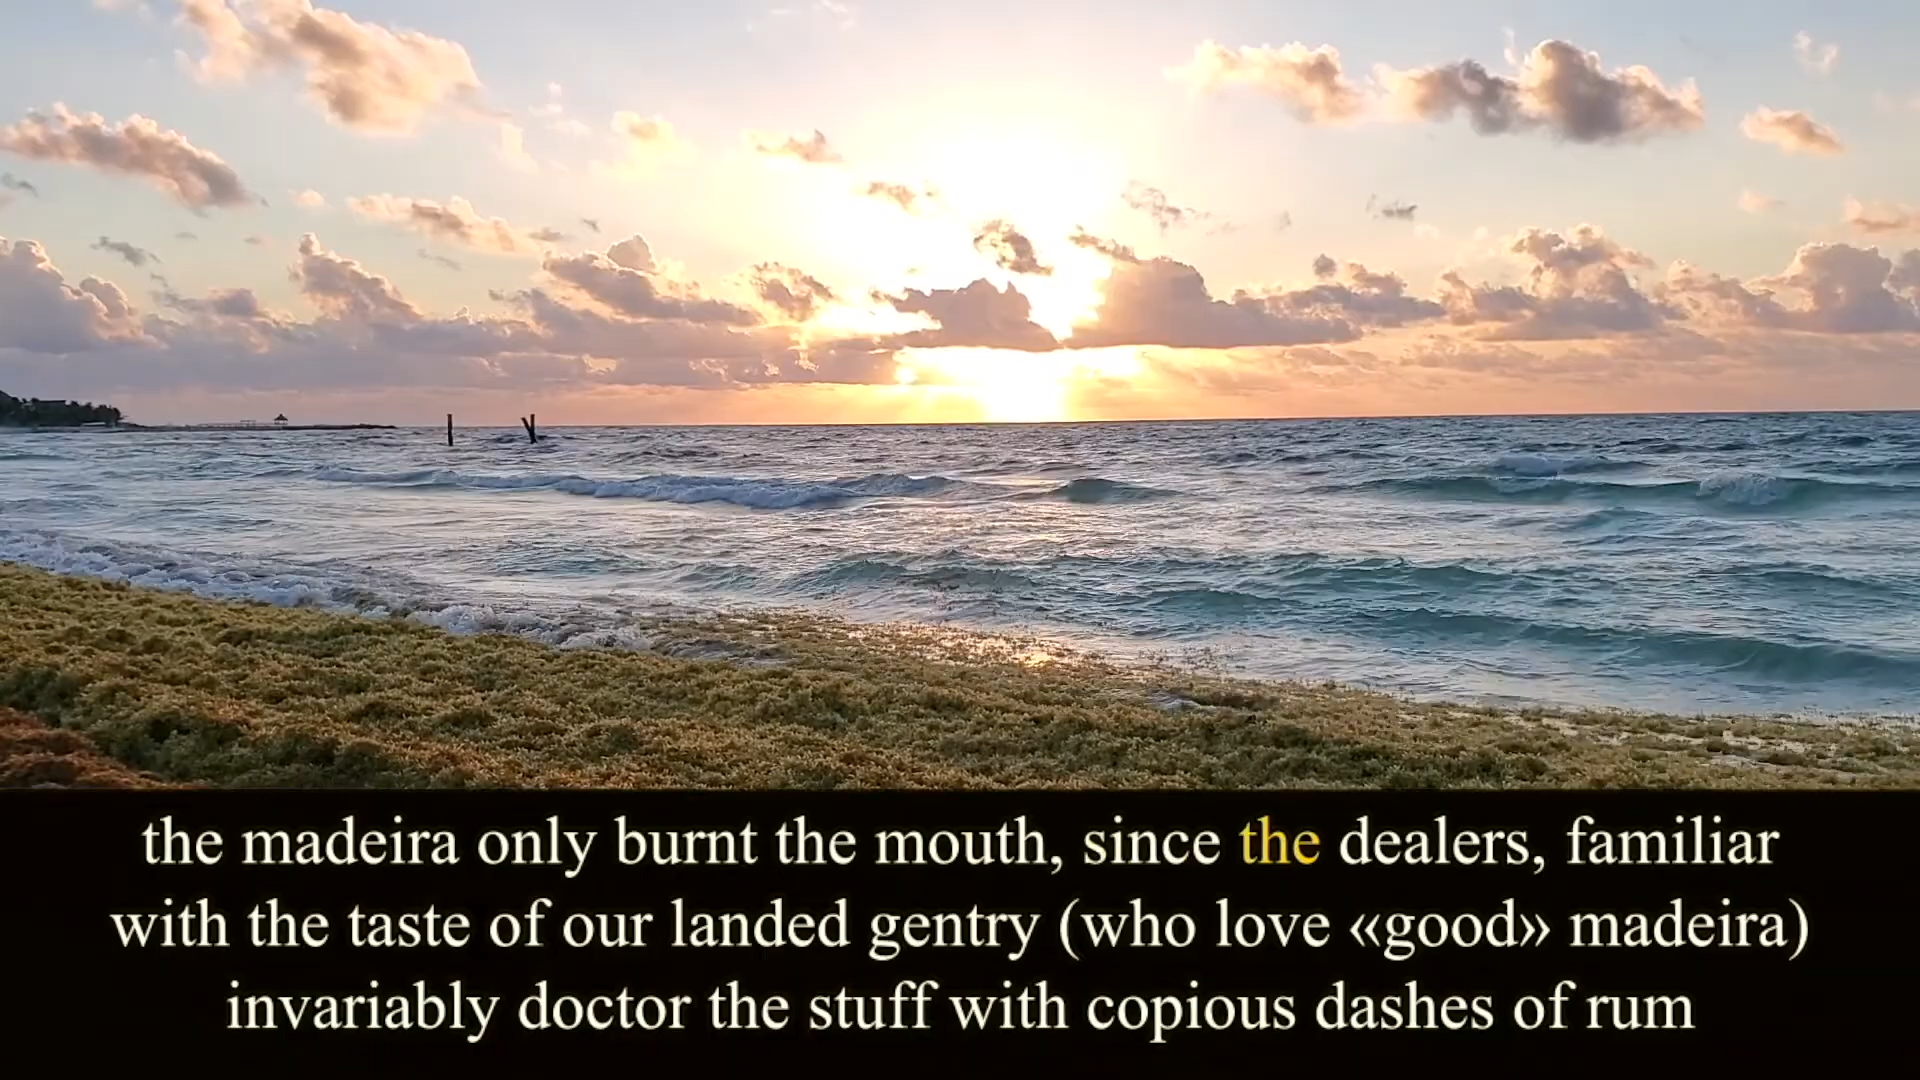 the madeira only burnt the mouth, since the dealers, familiar
with the taste of our landed gentry (who love «good» madeira)
invariably doctor the stuff with copious dashes of rum